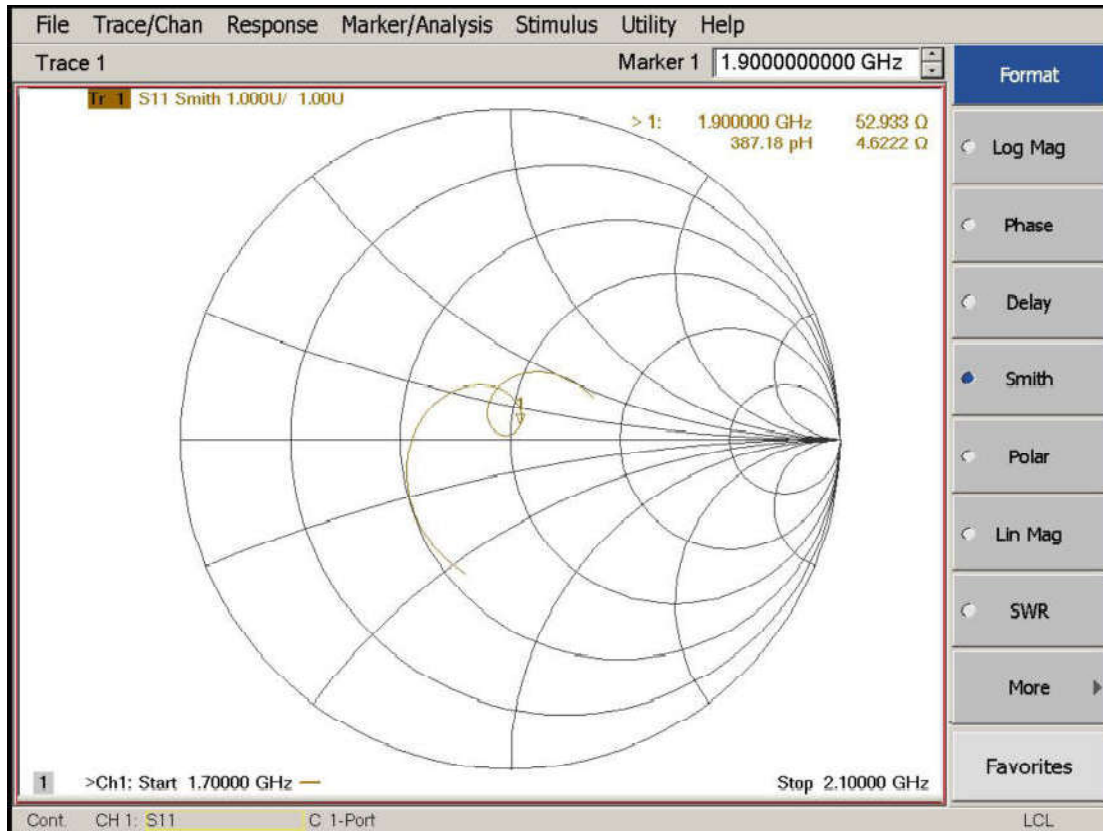 File Trace/Chan Response Marker/Analysis Stimulus Utility Help
Trace 1 Marker 1 1.9000000000 GHz
Tr 1 S11 Smith 1.000U/ 1.00U
> 1: 1.900000 GHz 52.933 Ω
387.18 pH 4.6222 Ω
1
1 >Ch1: Start 1.70000 GHz Stop 2.10000 GHz
Cont. CH 1: S11 C 1-Port LCL
Format
Log Mag
Phase
Delay
Smith
Polar
Lin Mag
SWR
More
Favorites